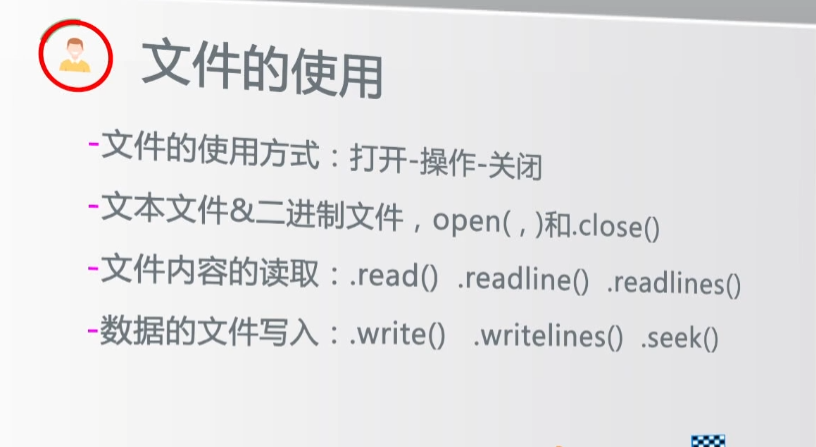 文件的使用
-文件的使用方式：打开-操作-关闭
-文本文件&二进制文件，open( , )和.close()
-文件内容的读取：.read() .readline() .readlines()
-数据的文件写入：.write() .writelines() .seek()